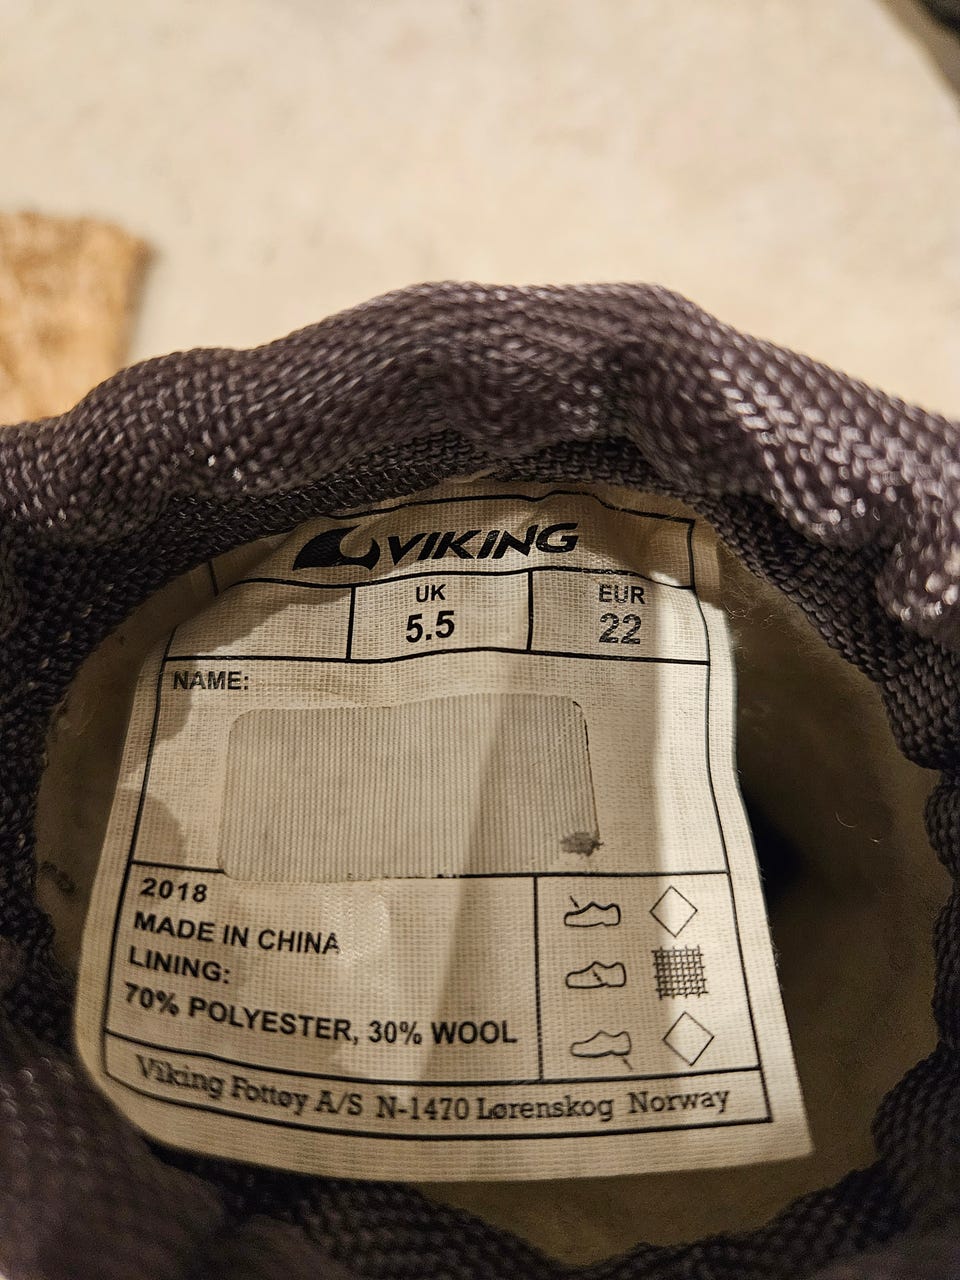 VIKING
UK EUR
5.5 22
NAME:
2018
MADE IN CHINA
LINING:
70% POLYESTER, 30% WOOL
Viking Fottøy A/S N-1470 Lørenskog Norway